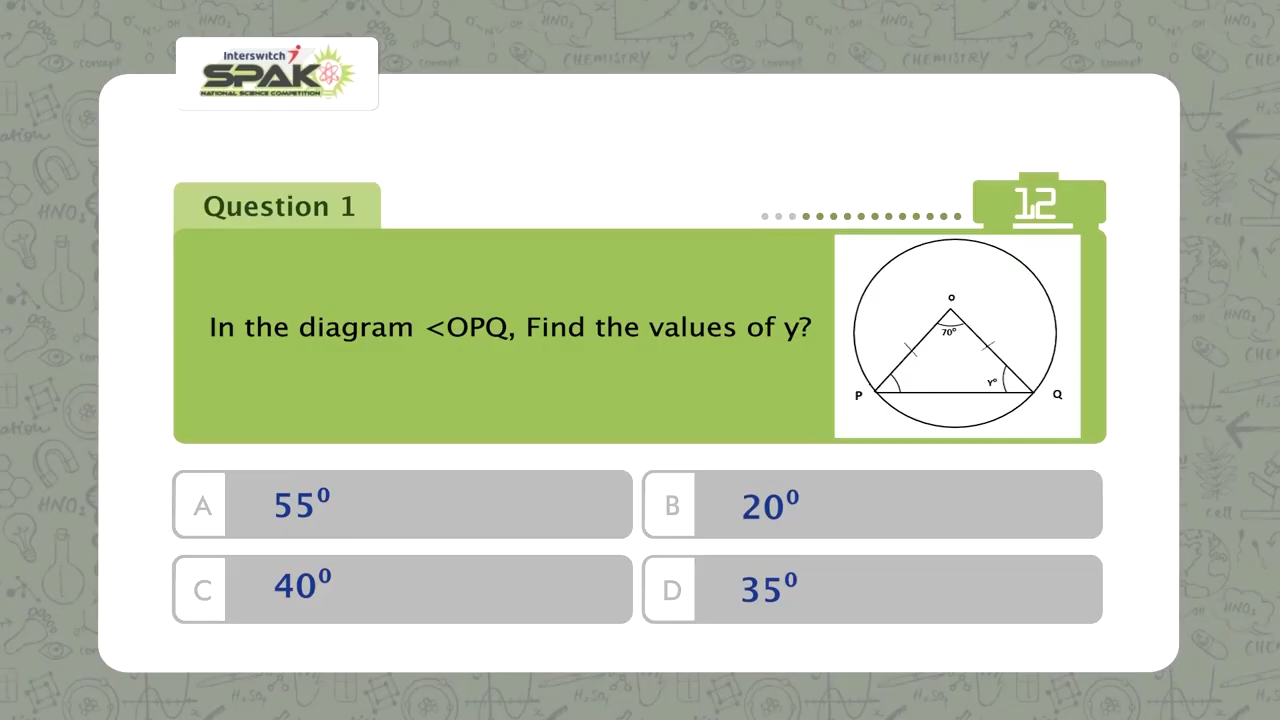 Interswitch
SPAK
NATIONAL SCIENCE COMPETITION
Question 1
12
In the diagram <OPQ, Find the values of y?
O
70⁰
Y⁰
P
Q
A 55⁰
B 20⁰
C 40⁰
D 35⁰